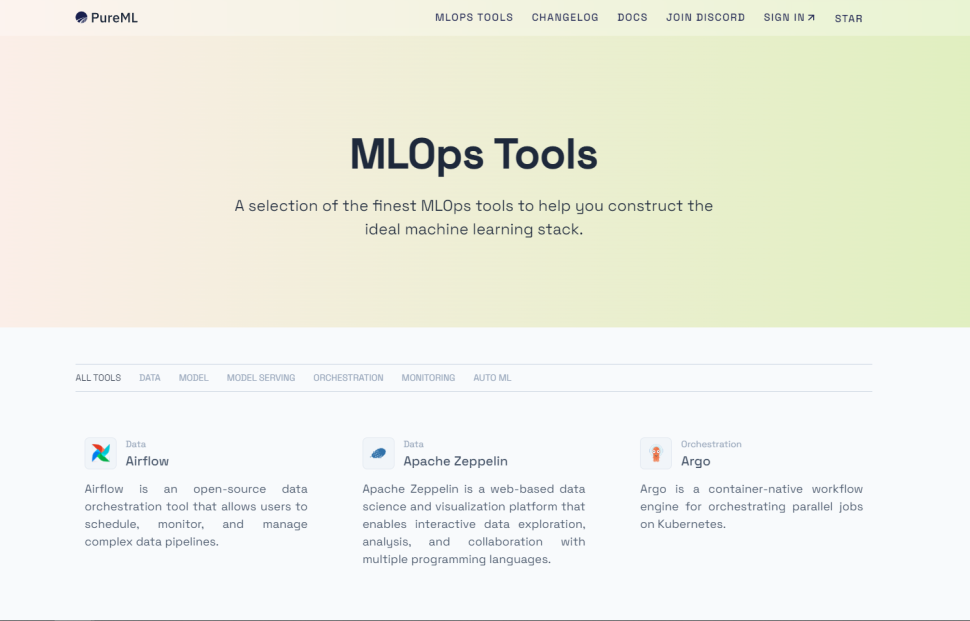 PureML
MLOPS TOOLS CHANGELOG DOCS JOIN DISCORD SIGN IN STAR
MLOps Tools
A selection of the finest MLOps tools to help you construct the
ideal machine learning stack.
ALL TOOLS DATA MODEL MODEL SERVING ORCHESTRATION MONITORING AUTO ML
Data
Airflow
Airflow is an open-source data
orchestration tool that allows users to
schedule, monitor, and manage
complex data pipelines.
Data
Apache Zeppelin
Apache Zeppelin is a web-based data
science and visualization platform that
enables interactive data exploration,
analysis, and collaboration with
multiple programming languages.
Orchestration
Argo
Argo is a container-native workflow
engine for orchestrating parallel jobs
on Kubernetes.